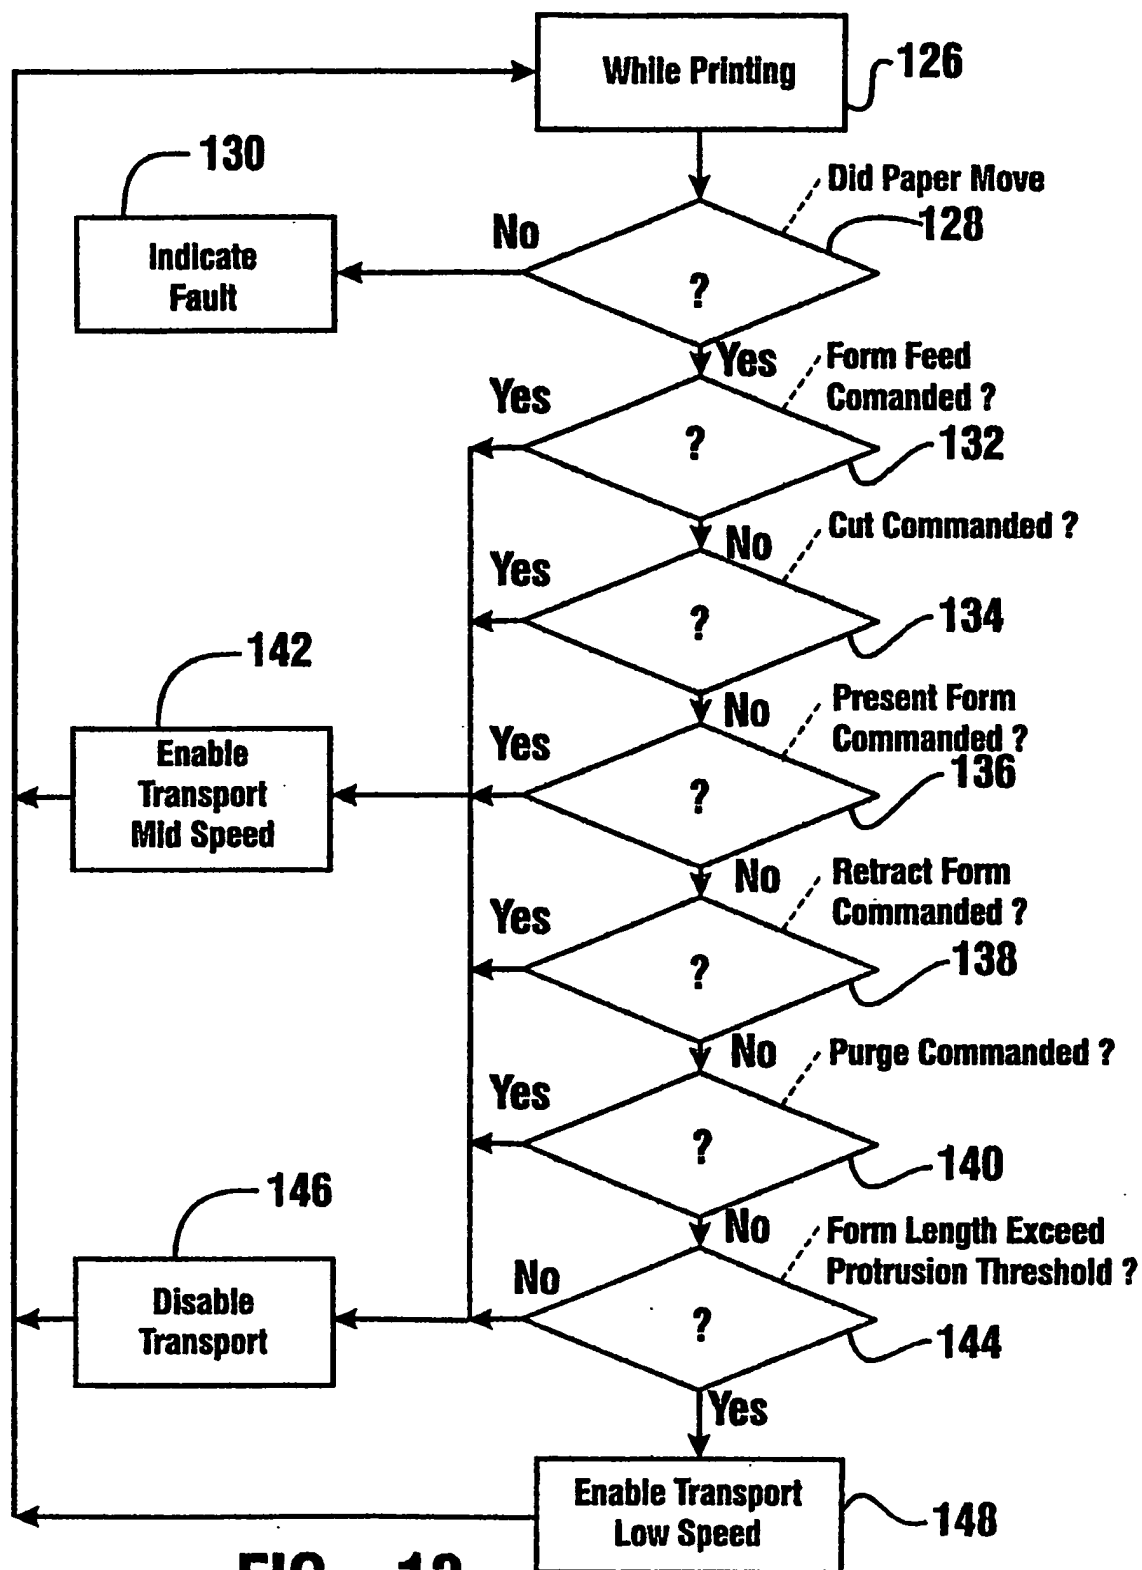 While Printing
126
130
Did Paper Move
128
No
Indicate
Fault
?
Yes
Form Feed
Comanded ?
Yes
?
132
Cut Commanded ?
No
Yes
?
134
142
Present Form
Commanded ?
No
136
Yes
Enable
Transport
Mid Speed
?
Retract Form
Commanded ?
No
Yes
138
?
Purge Commanded ?
No
Yes
?
140
146
Form Length Exceed
Protrusion Threshold ?
No
No
Disable
Transport
?
144
Yes
Enable Transport
Low Speed
148